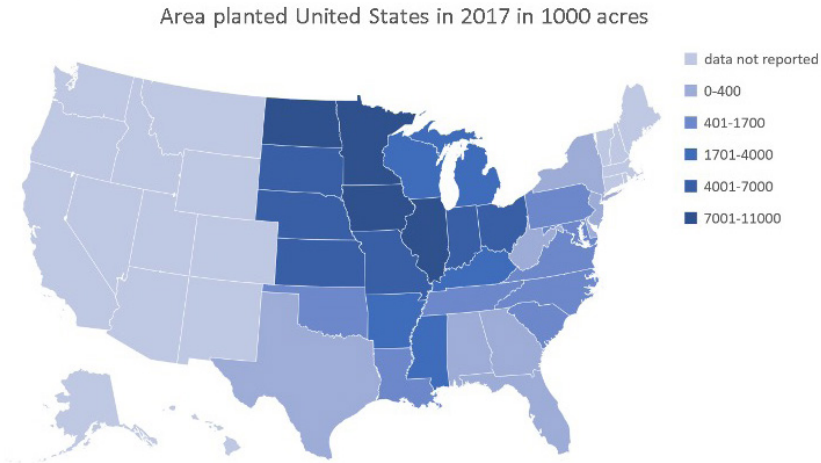 Area planted United States in 2017 in 1000 acres
data not reported
0-400
401-1700
1701-4000
4001-7000
7001-11000